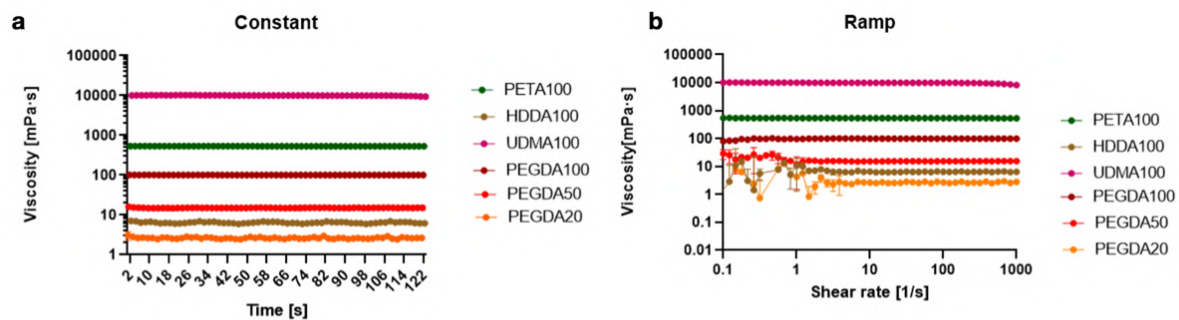 a
Constant
Viscosity [mPa·s]
100000
10000
1000
100
10
1
2
10
18
26
34
42
50
58
66
74
82
90
98
106
114
122
Time [s]
PETA100
HDDA100
UDMA100
PEGDA100
PEGDA50
PEGDA20
b
Ramp
Viscosity[mPa·s]
100000
10000
1000
100
10
1
0.1
0.01
0.1
1
10
100
1000
Shear rate [1/s]
PETA100
HDDA100
UDMA100
PEGDA100
PEGDA50
PEGDA20